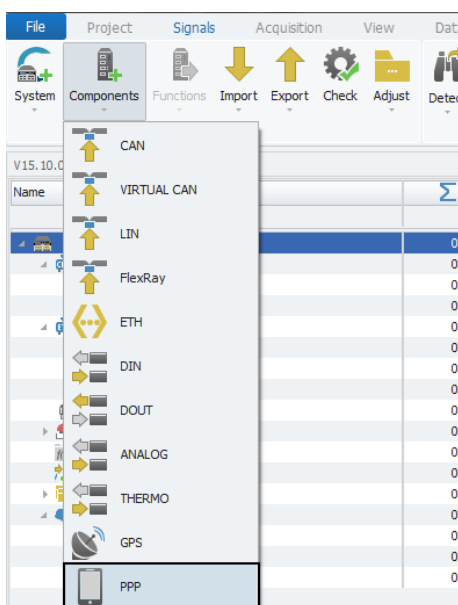 File Project Signals Acquisition View Dat
System Components Functions Import Export Check Adjust Detec
CAN
V15.10.0
VIRTUAL CAN
Name Σ
LIN
0
FlexRay
0
0
0
ETH
0
0
DIN
0
0
DOUT
0
0
ANALOG
0
0
THERMO
0
0
GPS
0
0
PPP
0